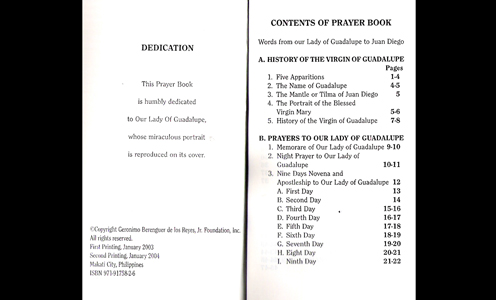 DEDICATION
This Prayer Book
is humbly dedicated
to Our Lady Of Guadalupe,
whose miraculous portrait
is reproduced on its cover.
©Copyright Geronimo Berenguer de los Reyes, Jr. Foundation, Inc.
All rights reserved.
First Printing, January 2003
Second Printing, January 2004
Makati City, Philippines
ISBN 971-91758-2-6
CONTENTS OF PRAYER BOOK
Words from our Lady of Guadalupe to Juan Diego
A. HISTORY OF THE VIRGIN OF GUADALUPE
Pages
1. Five Apparitions 1-4
2. The Name of Guadalupe 4-5
3. The Mantle or Tilma of Juan Diego 5
4. The Portrait of the Blessed
Virgin Mary 5-6
5. History of the Virgin of Guadalupe 7-8
B. PRAYERS TO OUR LADY OF GUADALUPE
1. Memorare of Our Lady of Guadalupe 9-10
2. Night Prayer to Our Lady of
Guadalupe 10-11
3. Nine Days Novena and
Apostleship to Our Lady of Guadalupe 12
A. First Day 13
B. Second Day 14
C. Third Day 15-16
D. Fourth Day 16-17
E. Fifth Day 17-18
F. Sixth Day 18-19
G. Seventh Day 19-20
H. Eight Day 20-21
I. Ninth Day 21-22